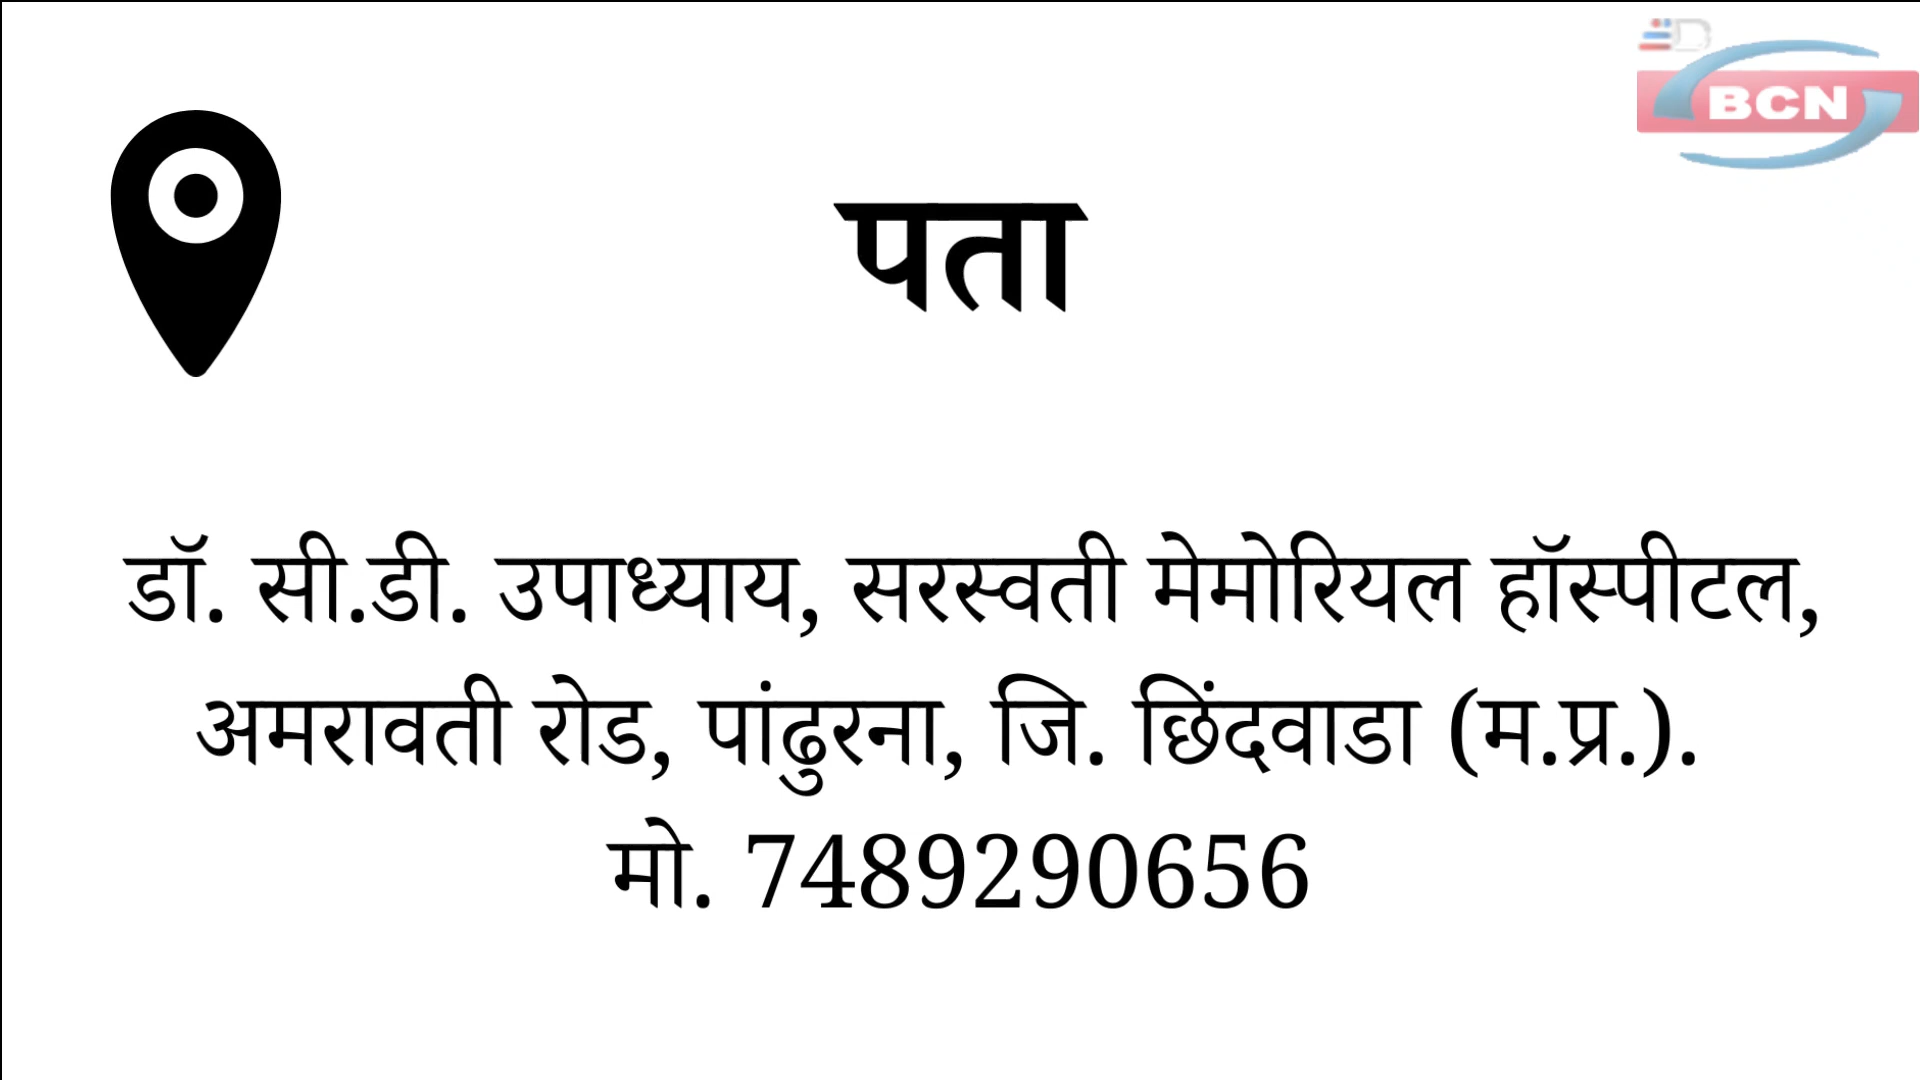 BCN
पता
डॉ. सी.डी. उपाध्याय, सरस्वती मेमोरियल हॉस्पीटल,
अमरावती रोड, पांढुरना, जि. छिंदवाडा (म.प्र.).
मो. 7489290656